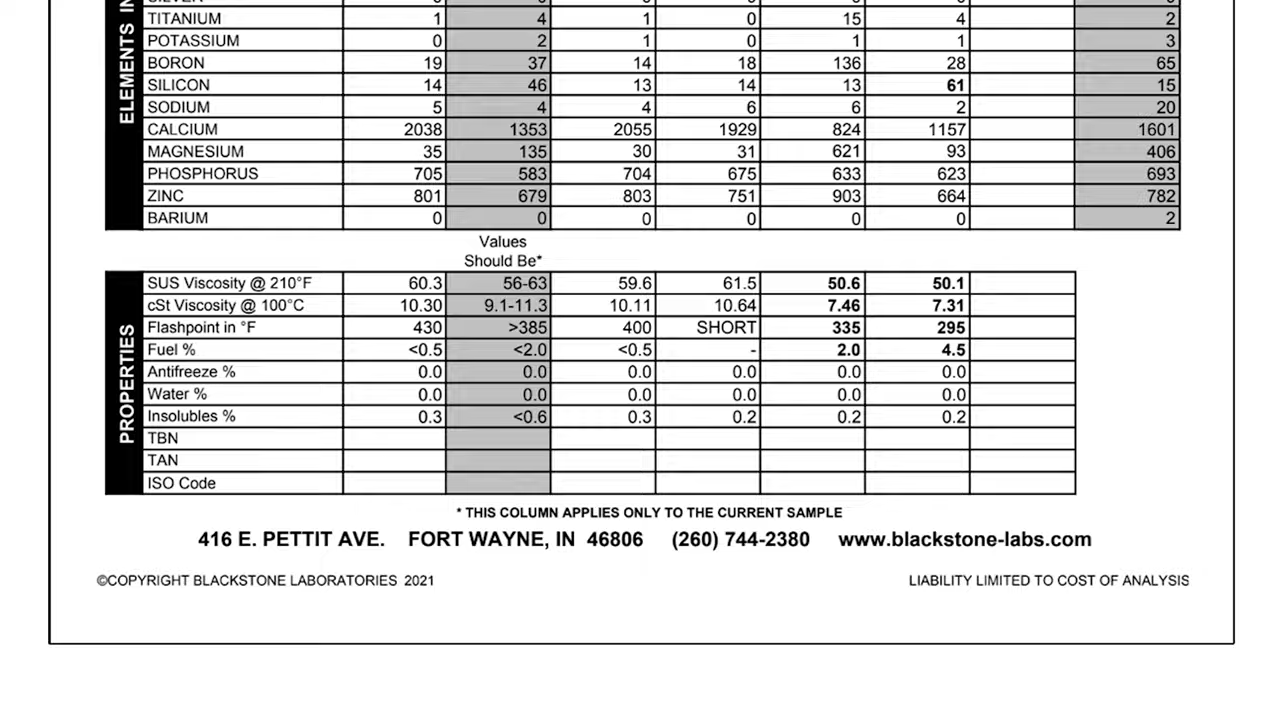 ELEMENTS IN
TITANIUM 1 4 1 0 15 4 2
POTASSIUM 0 2 1 0 1 1 3
BORON 19 37 14 18 136 28 65
SILICON 14 46 13 14 13 61 15
SODIUM 5 4 4 6 6 2 20
CALCIUM 2038 1353 2055 1929 824 1157 1601
MAGNESIUM 35 135 30 31 621 93 406
PHOSPHORUS 705 583 704 675 633 623 693
ZINC 801 679 803 751 903 664 782
BARIUM 0 0 0 0 0 0 2
Values
Should Be*
PROPERTIES
SUS Viscosity @ 210°F 60.3 56-63 59.6 61.5 50.6 50.1
cSt Viscosity @ 100°C 10.30 9.1-11.3 10.11 10.64 7.46 7.31
Flashpoint in °F 430 >385 400 SHORT 335 295
Fuel % <0.5 <2.0 <0.5 - 2.0 4.5
Antifreeze % 0.0 0.0 0.0 0.0 0.0 0.0
Water % 0.0 0.0 0.0 0.0 0.0 0.0
Insolubles % 0.3 <0.6 0.3 0.2 0.2 0.2
TBN
TAN
ISO Code
* THIS COLUMN APPLIES ONLY TO THE CURRENT SAMPLE
416 E. PETTIT AVE. FORT WAYNE, IN 46806 (260) 744-2380 www.blackstone-labs.com
©COPYRIGHT BLACKSTONE LABORATORIES 2021 LIABILITY LIMITED TO COST OF ANALYSIS